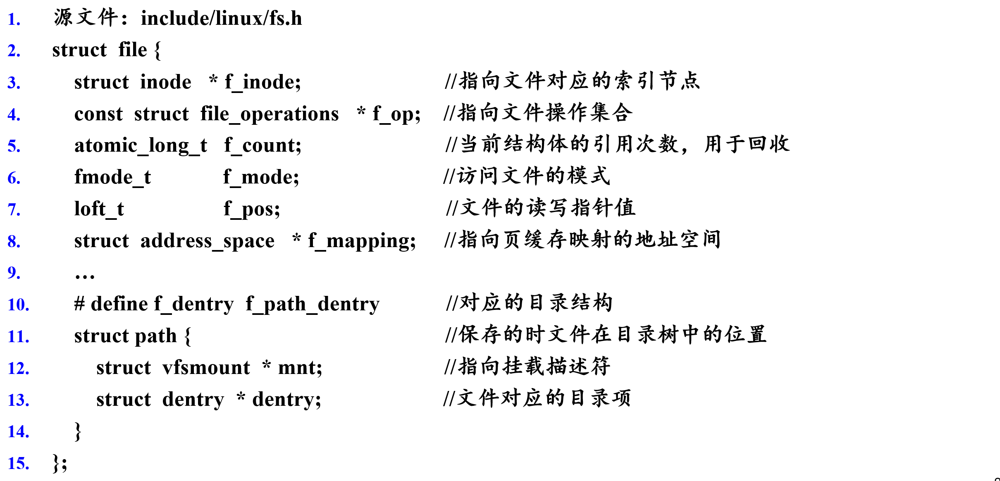 1. 源文件：include/linux/fs.h
2. struct file {
3. struct inode * f_inode; //指向文件对应的索引节点
4. const struct file_operations * f_op; //指向文件操作集合
5. atomic_long_t f_count; //当前结构体的引用次数，用于回收
6. fmode_t f_mode; //访问文件的模式
7. loft_t f_pos; //文件的读写指针值
8. struct address_space * f_mapping; //指向页缓存映射的地址空间
9. …
10. # define f_dentry f_path_dentry //对应的目录结构
11. struct path { //保存的时文件在目录树中的位置
12. struct vfsmount * mnt; //指向挂载描述符
13. struct dentry * dentry; //文件对应的目录项
14. }
15. };